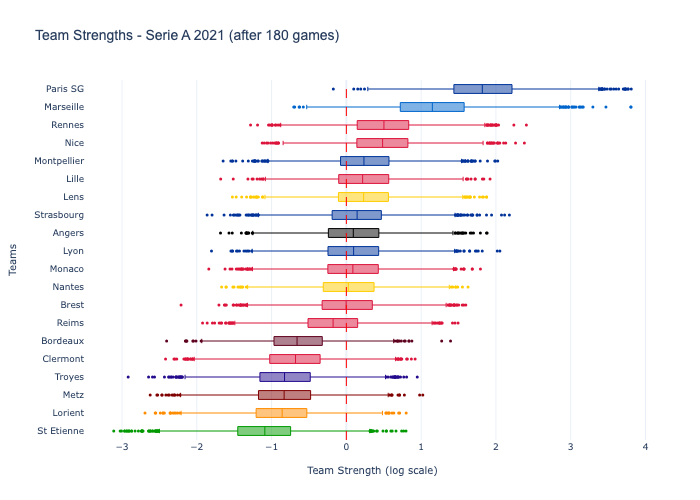 Team Strengths - Serie A 2021 (after 180 games)
Paris SG
Marseille
Rennes
Nice
Montpellier
Lille
Lens
Strasbourg
Angers
Lyon
Monaco
Nantes
Brest
Reims
Bordeaux
Clermont
Troyes
Metz
Lorient
St Etienne
Teams
−3 −2 −1 0 1 2 3 4
Team Strength (log scale)